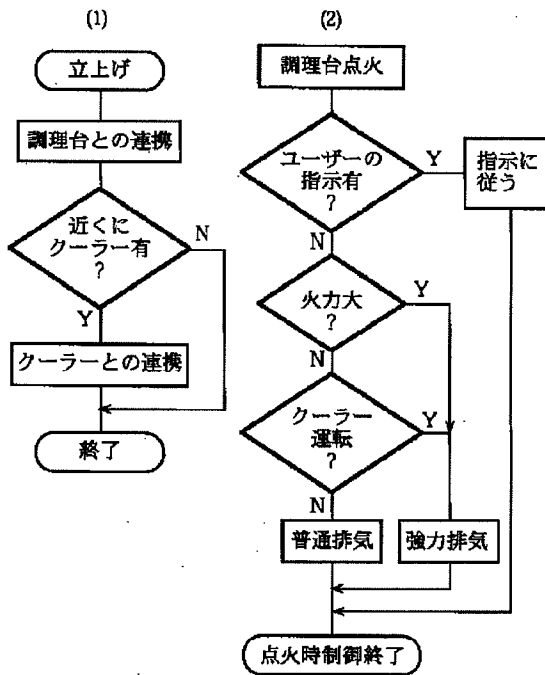 (1)
立上げ
調理台との連携
近くに
クーラー有
?
N
Y
クーラーとの連携
終了
(2)
調理台点火
ユーザーの
指示有
?
Y
指示に
従う
N
火力大
?
Y
N
クーラー
運転
?
Y
N
普通排気
強力排気
点火時制御終了